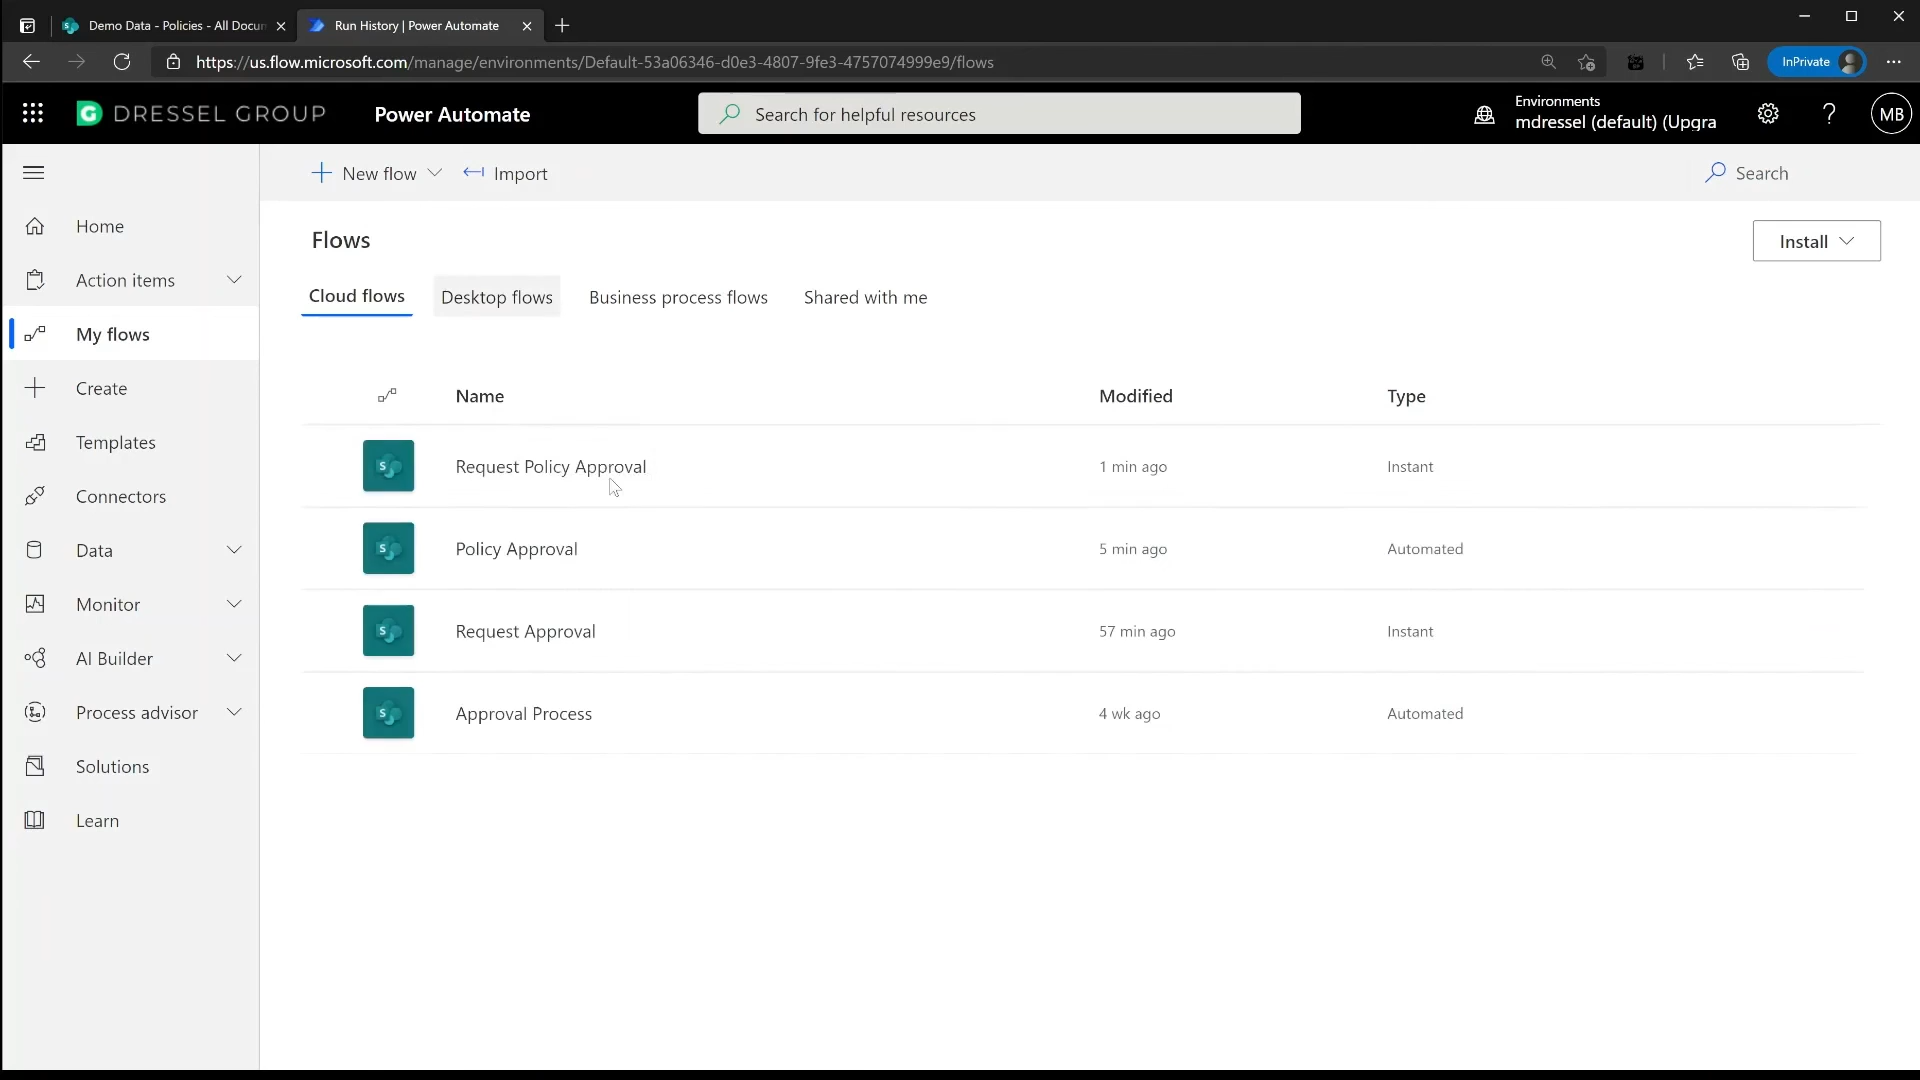 Demo Data - Policies - All Docun
Run History | Power Automate
https://us.flow.microsoft.com/manage/environments/Default-53a06346-d0e3-4807-9fe3-4757074999e9/flows
InPrivate
DRESSEL GROUP
Power Automate
Search for helpful resources
Environments
mdressel (default) (Upgra
MB
New flow
Import
Search
Home
Action items
My flows
Create
Templates
Connectors
Data
Monitor
AI Builder
Process advisor
Solutions
Learn
Flows
Install
Cloud flows
Desktop flows
Business process flows
Shared with me
Name Modified Type
Request Policy Approval 1 min ago Instant
Policy Approval 5 min ago Automated
Request Approval 57 min ago Instant
Approval Process 4 wk ago Automated